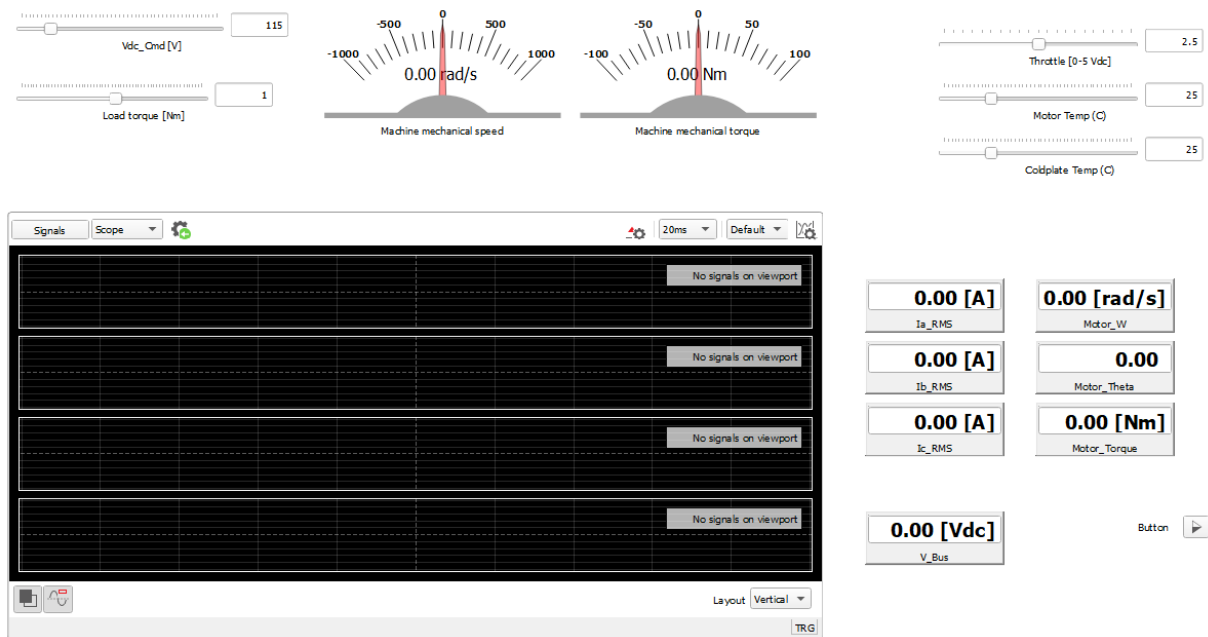 115
Vdc_Cmd [V]
1
Load torque [Nm]
-1000
-500
0
500
1000
0.00 rad/s
Machine mechanical speed
-100
-50
0
50
100
0.00 Nm
Machine mechanical torque
2.5
Throttle [0-5 Vdc]
25
Motor Temp (C)
25
Coldplate Temp (C)
Signals
Scope
20ms
Default
No signals on viewport
No signals on viewport
No signals on viewport
No signals on viewport
Layout
Vertical
TRG
0.00 [A]
Ia_RMS
0.00 [rad/s]
Motor_W
0.00 [A]
Ib_RMS
0.00
Motor_Theta
0.00 [A]
Ic_RMS
0.00 [Nm]
Motor_Torque
0.00 [Vdc]
V_Bus
Button